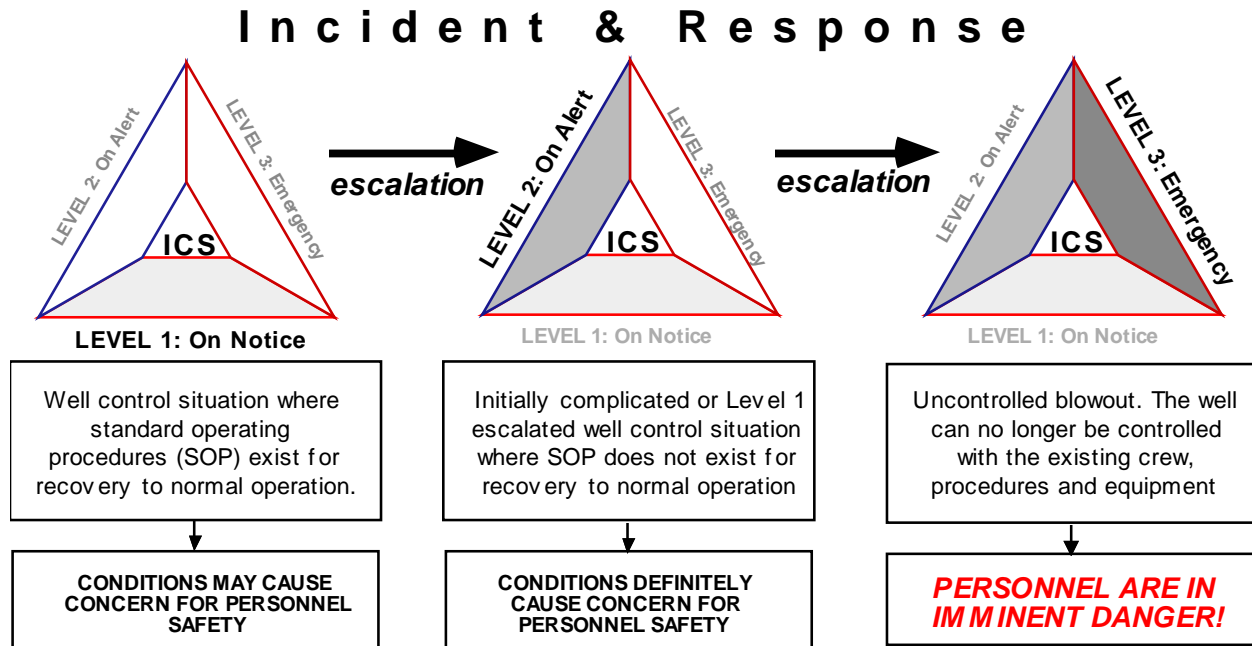 Incident & Response
LEVEL 2: On Alert
LEVEL 3: Emergency
ICS
LEVEL 1: On Notice
escalation
LEVEL 2: On Alert
LEVEL 3: Emergency
ICS
LEVEL 1: On Notice
escalation
LEVEL 2: On Alert
LEVEL 3: Emergency
ICS
LEVEL 1: On Notice
Well control situation where
standard operating
procedures (SOP) exist for
recovery to normal operation.
Initially complicated or Level 1
escalated well control situation
where SOP does not exist for
recovery to normal operation
Uncontrolled blowout. The well
can no longer be controlled
with the existing crew,
procedures and equipment
CONDITIONS MAY CAUSE
CONCERN FOR PERSONNEL
SAFETY
CONDITIONS DEFINITELY
CAUSE CONCERN FOR
PERSONNEL SAFETY
PERSONNEL ARE IN
IMMINENT DANGER!